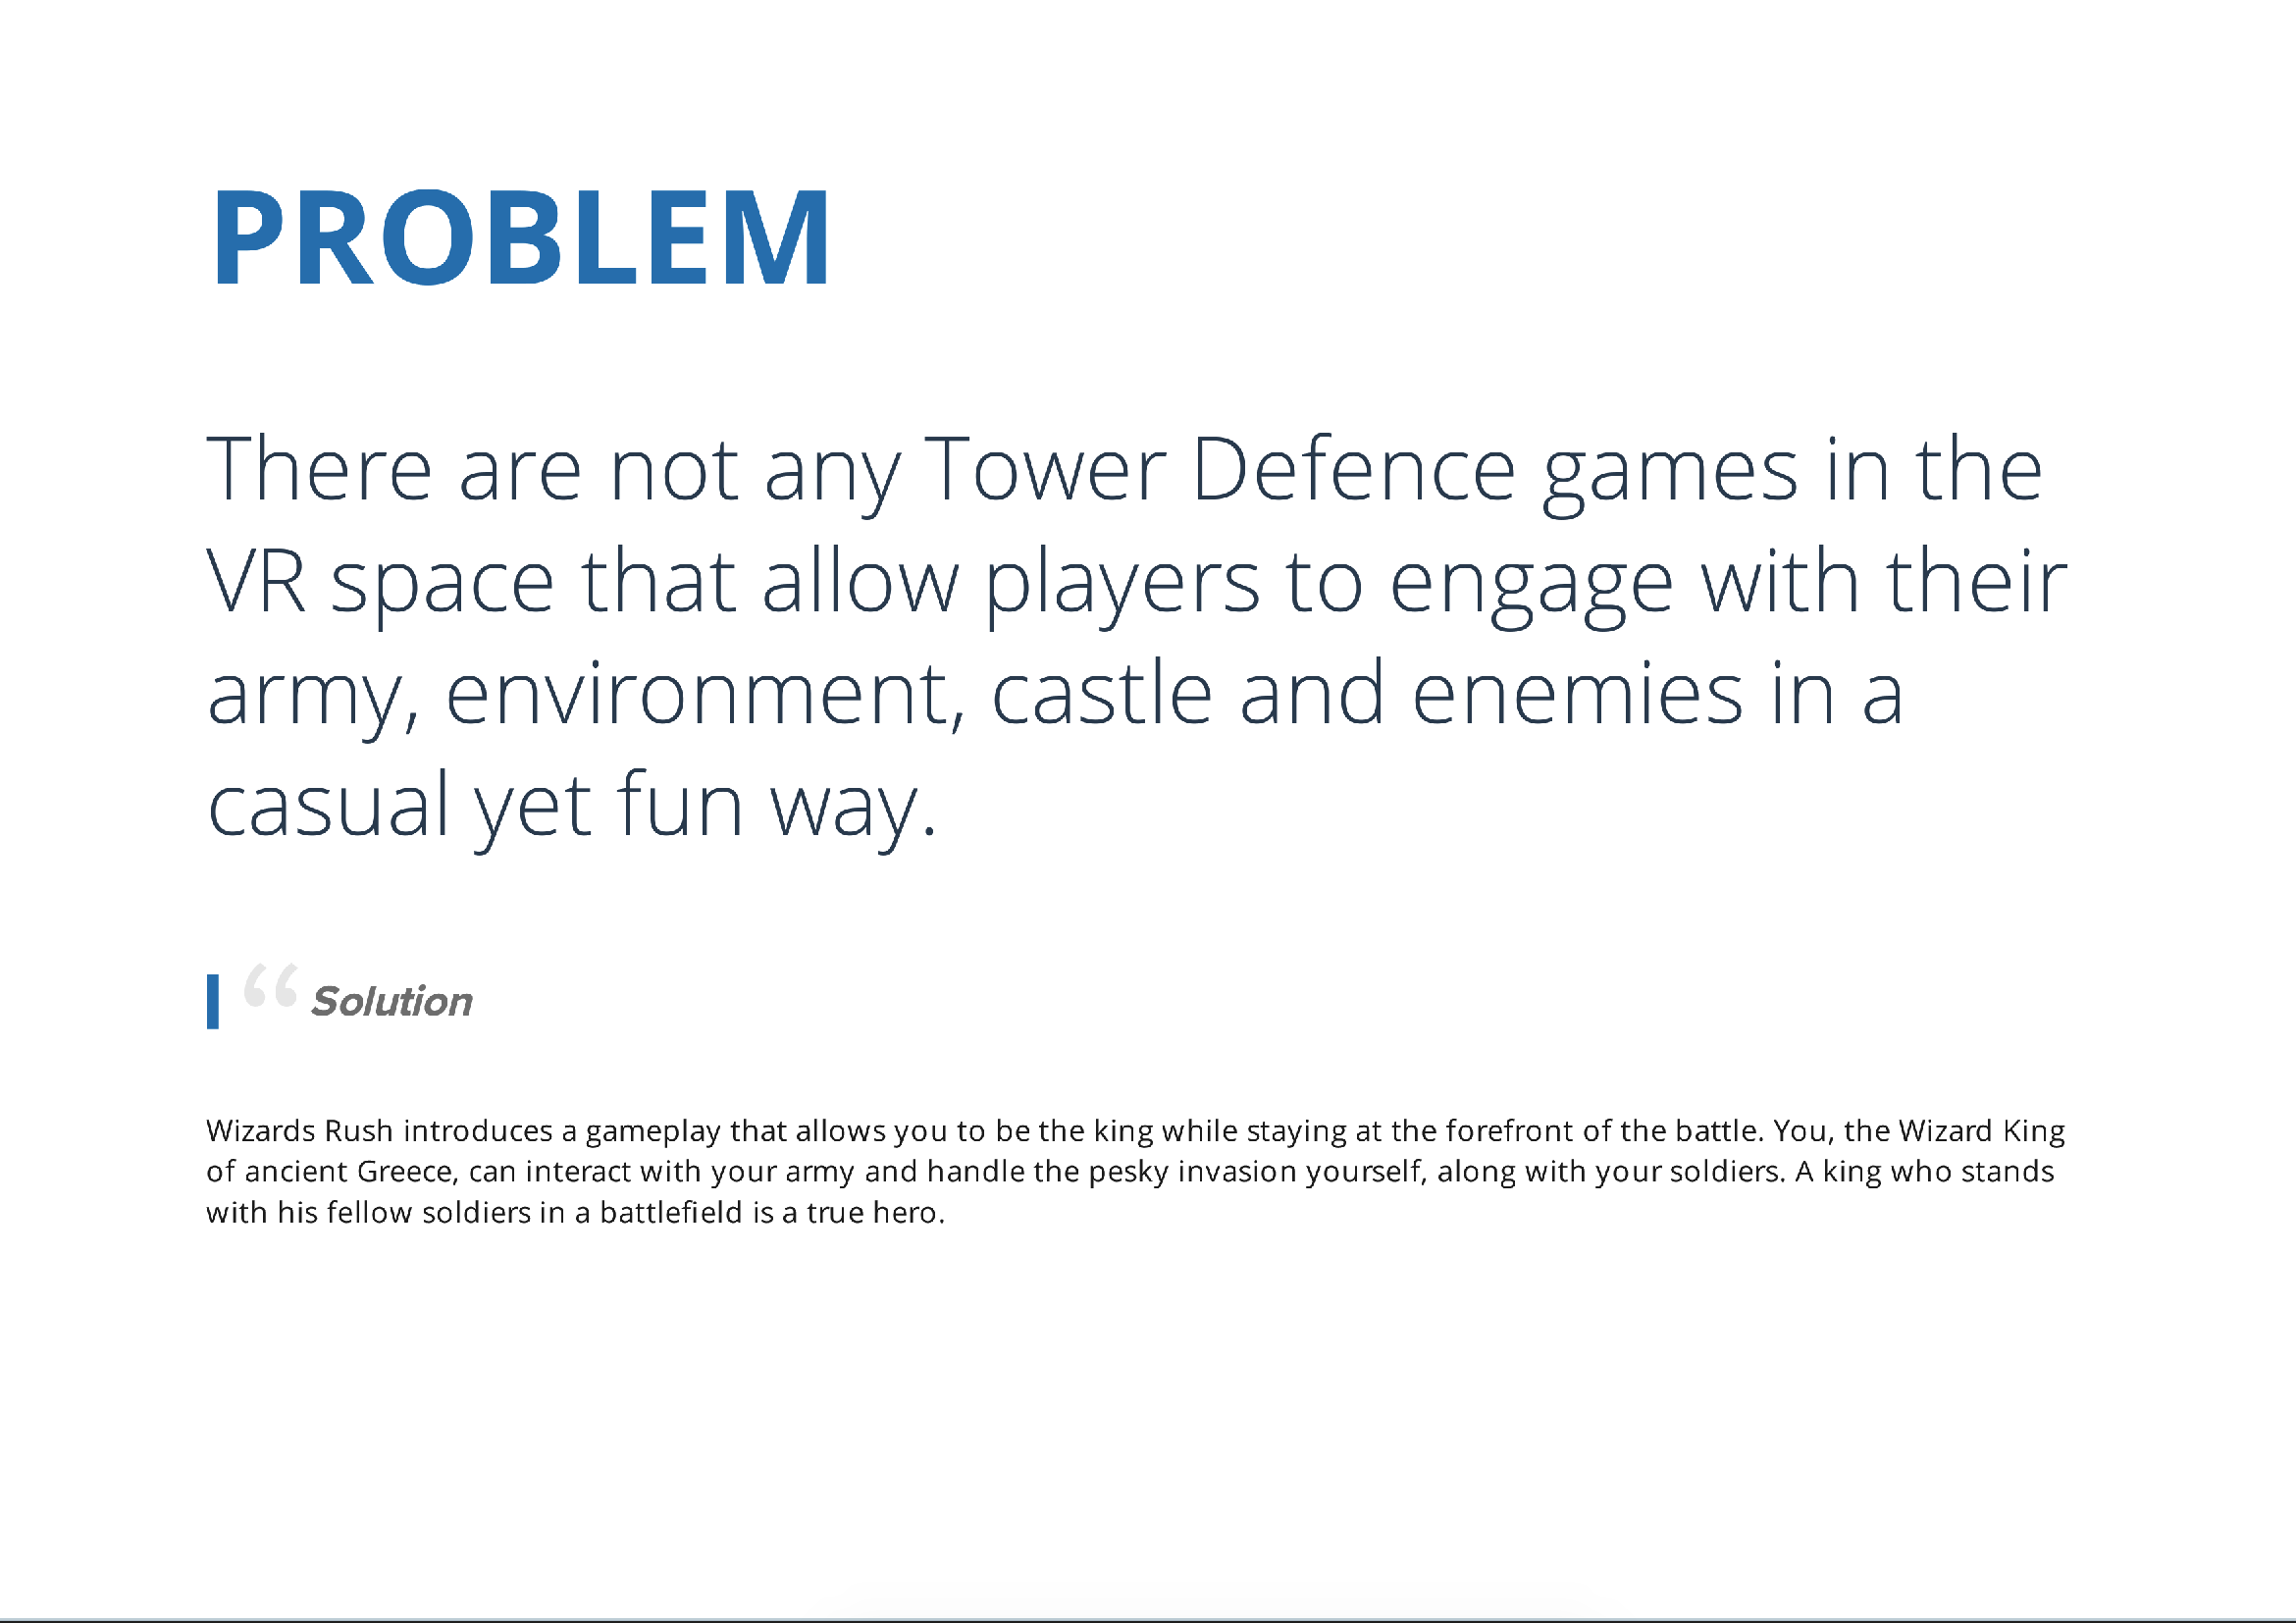 PROBLEM
There are not any Tower Defence games in the
VR space that allow players to engage with their
army, environment, castle and enemies in a
casual yet fun way.
“ Solution
Wizards Rush introduces a gameplay that allows you to be the king while staying at the forefront of the battle. You, the Wizard King
of ancient Greece, can interact with your army and handle the pesky invasion yourself, along with your soldiers. A king who stands
with his fellow soldiers in a battlefield is a true hero.